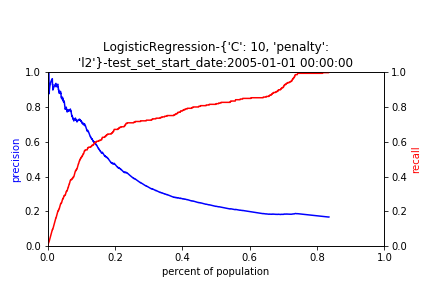 LogisticRegression-{'C': 10, 'penalty':
'l2'}-test_set_start_date:2005-01-01 00:00:00
1.0
0.8
0.6
0.4
0.2
0.0
precision
1.0
0.8
0.6
0.4
0.2
0.0
recall
0.0 0.2 0.4 0.6 0.8 1.0
percent of population